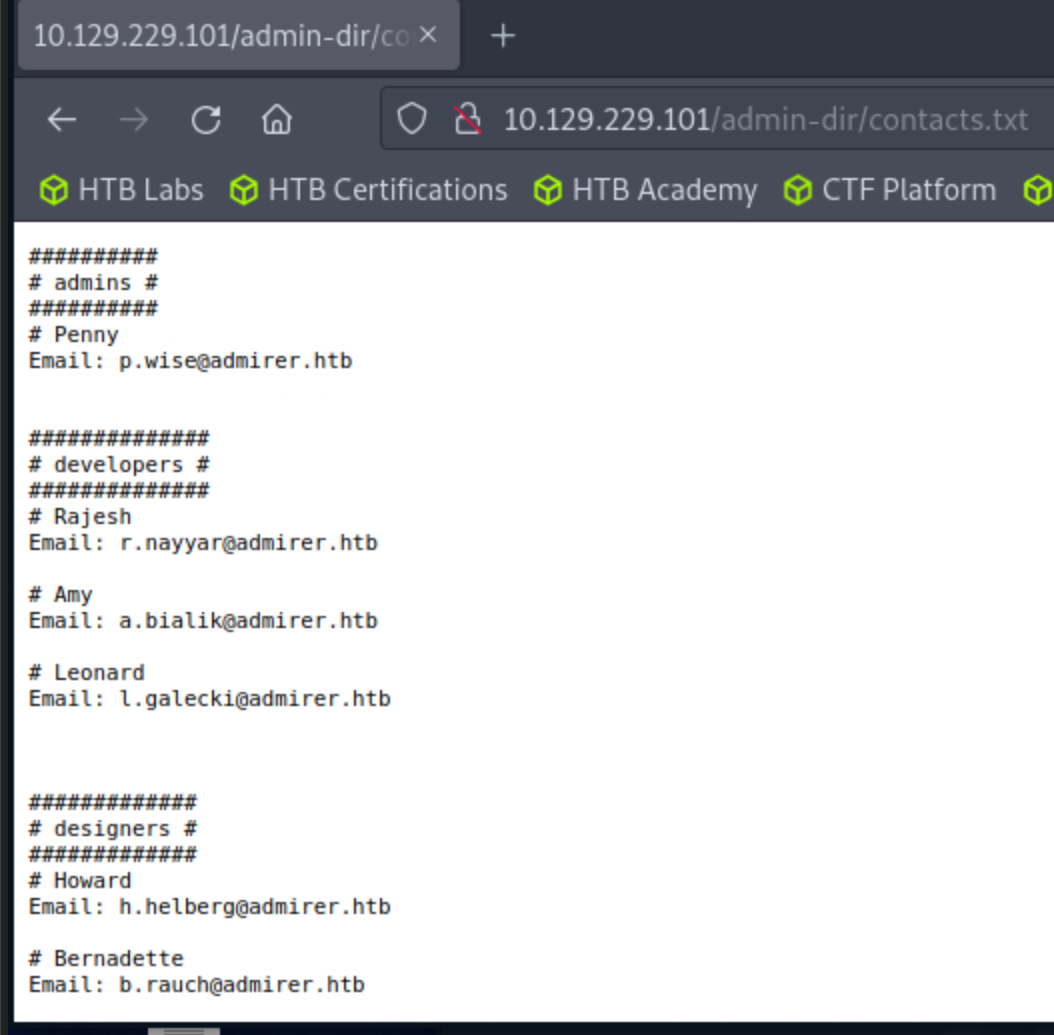 10.129.229.101/admin-dir/co
10.129.229.101/admin-dir/contacts.txt
HTB Labs HTB Certifications HTB Academy CTF Platform
##########
# admins #
##########
# Penny
Email: p.wise@admirer.htb
##############
# developers #
##############
# Rajesh
Email: r.nayyar@admirer.htb
# Amy
Email: a.bialik@admirer.htb
# Leonard
Email: l.galecki@admirer.htb
#############
# designers #
#############
# Howard
Email: h.helberg@admirer.htb
# Bernadette
Email: b.rauch@admirer.htb